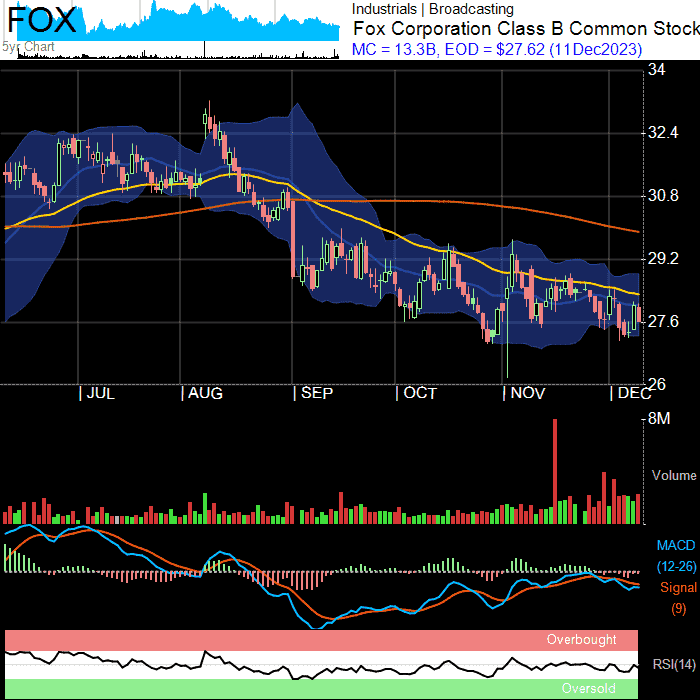 FOX
5yr Chart
Industrials | Broadcasting
Fox Corporation Class B Common Stock
MC = 13.3B, EOD = $27.62 (11Dec2023)
34
32.4
30.8
29.2
27.6
26
JUL AUG SEP OCT NOV DEC
8M
Volume
MACD
(12-26)
Signal
(9)
Overbought
RSI(14)
Oversold